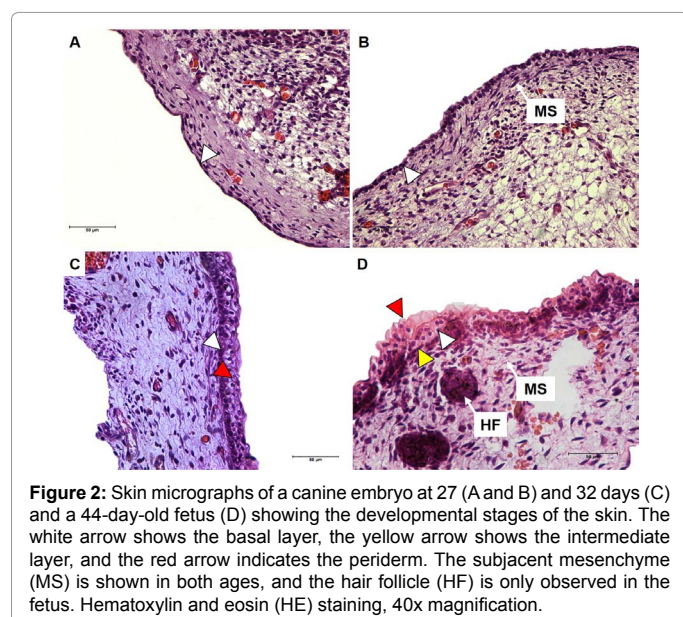 A
B
MS
50 µm
C
D
MS
HF
50 µm
Figure 2: Skin micrographs of a canine embryo at 27 (A and B) and 32 days (C)
and a 44-day-old fetus (D) showing the developmental stages of the skin. The
white arrow shows the basal layer, the yellow arrow shows the intermediate
layer, and the red arrow indicates the periderm. The subjacent mesenchyme
(MS) is shown in both ages, and the hair follicle (HF) is only observed in the
fetus. Hematoxylin and eosin (HE) staining, 40x magnification.